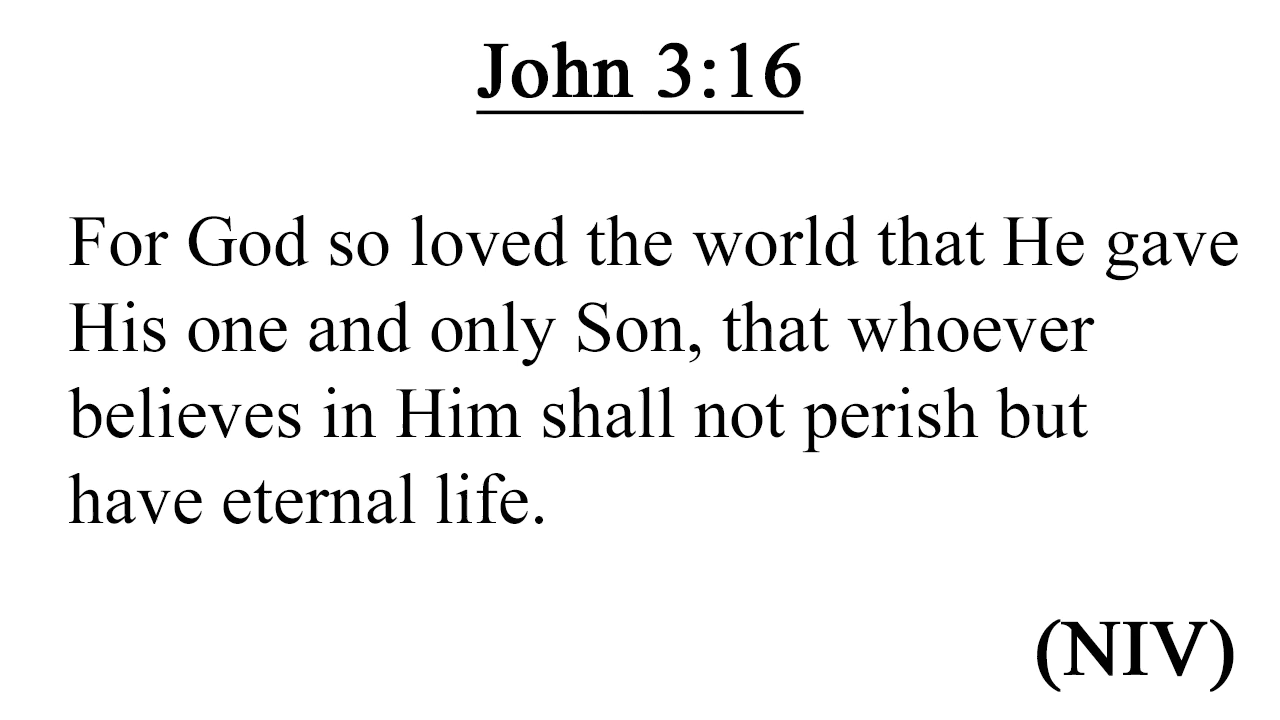 John 3:16
For God so loved the world that He gave
His one and only Son, that whoever
believes in Him shall not perish but
have eternal life.
(NIV)